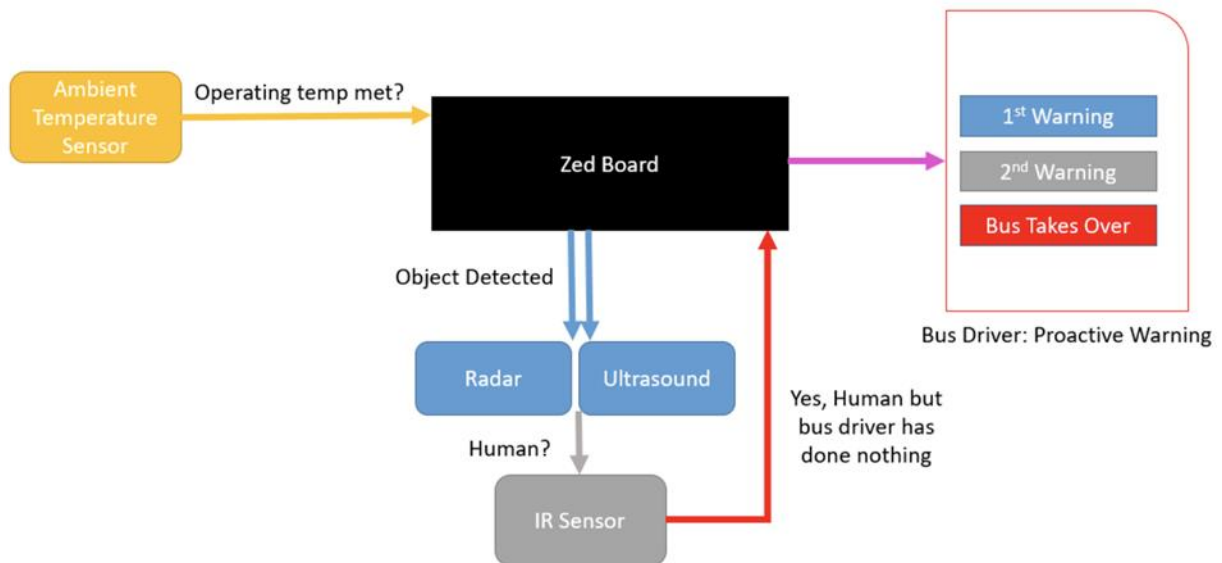 Ambient
Temperature
Sensor
Operating temp met?
Zed Board
1st Warning
2nd Warning
Bus Takes Over
Bus Driver: Proactive Warning
Object Detected
Radar
Ultrasound
Human?
IR Sensor
Yes, Human but
bus driver has
done nothing